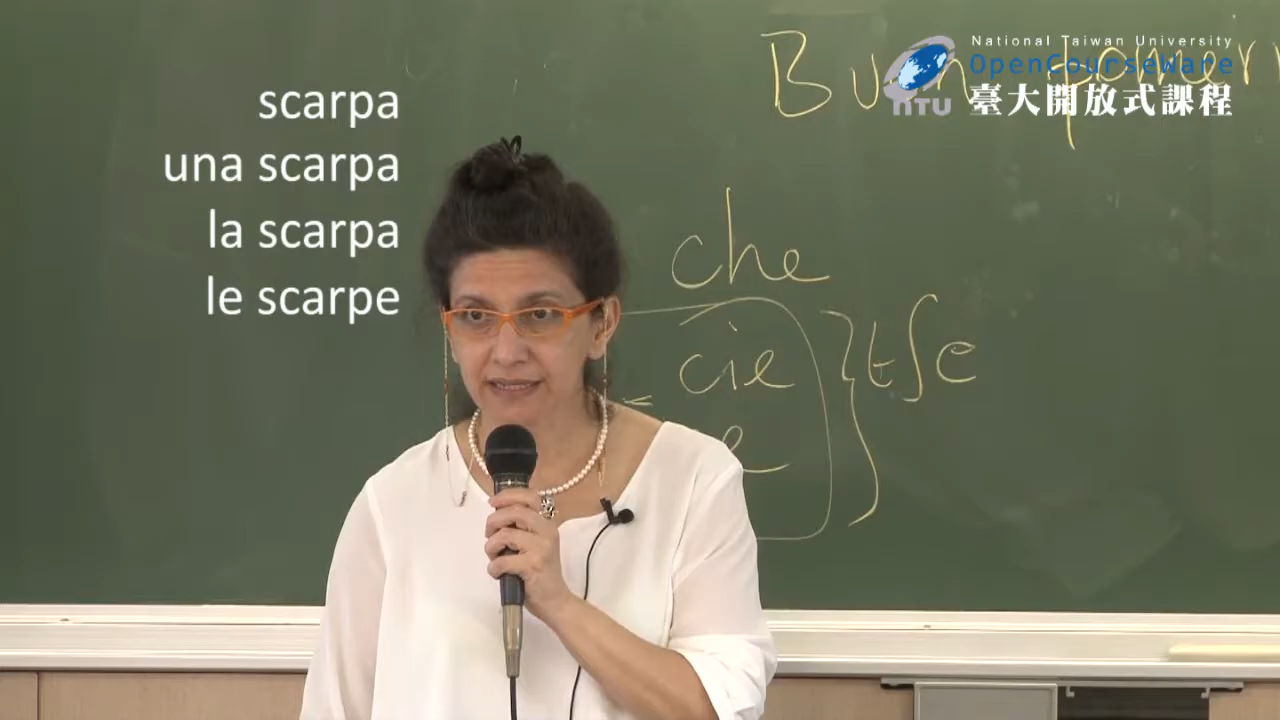 scarpa
una scarpa
la scarpa
le scarpe
National Taiwan University
OpenCourseWare
NTU 臺大開放式課程
che
cie
tʃe